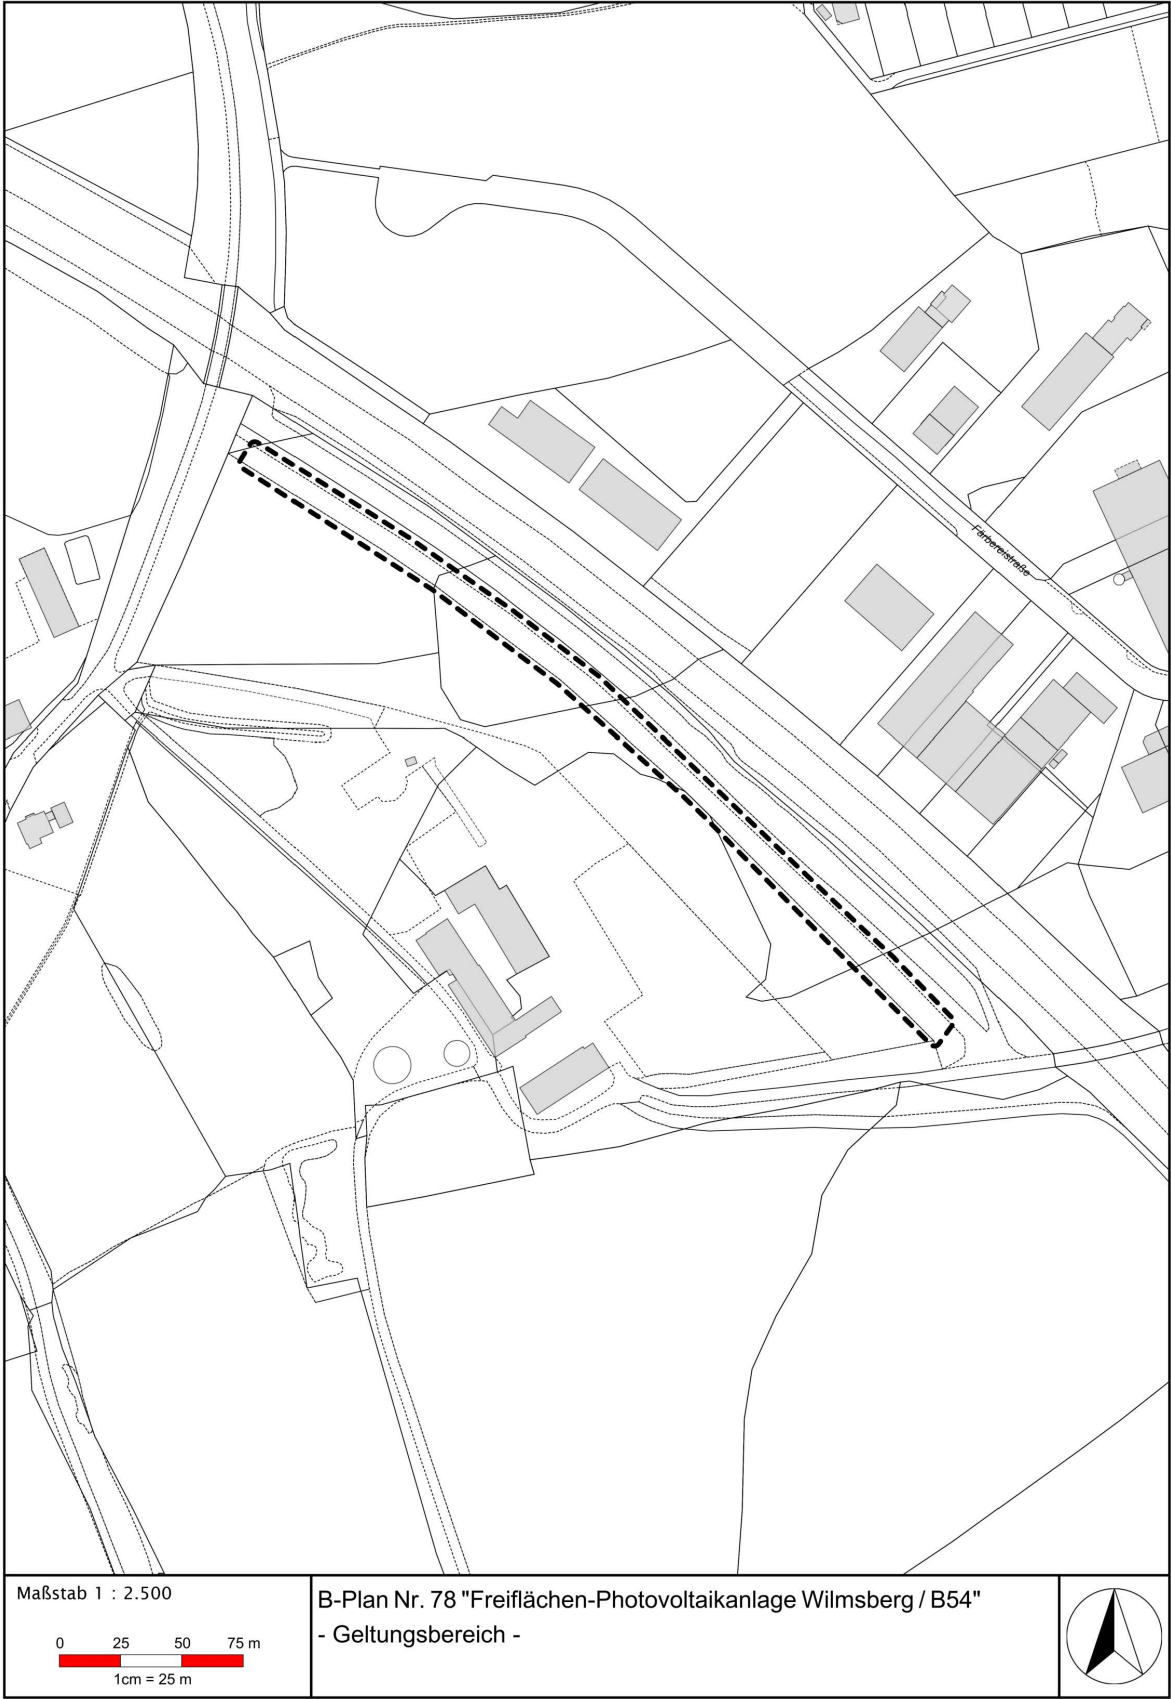 Färbereistraße
Maßstab 1 : 2.500
0 25 50 75 m
1cm = 25 m
B-Plan Nr. 78 "Freiflächen-Photovoltaikanlage Wilmsberg / B54"
- Geltungsbereich -